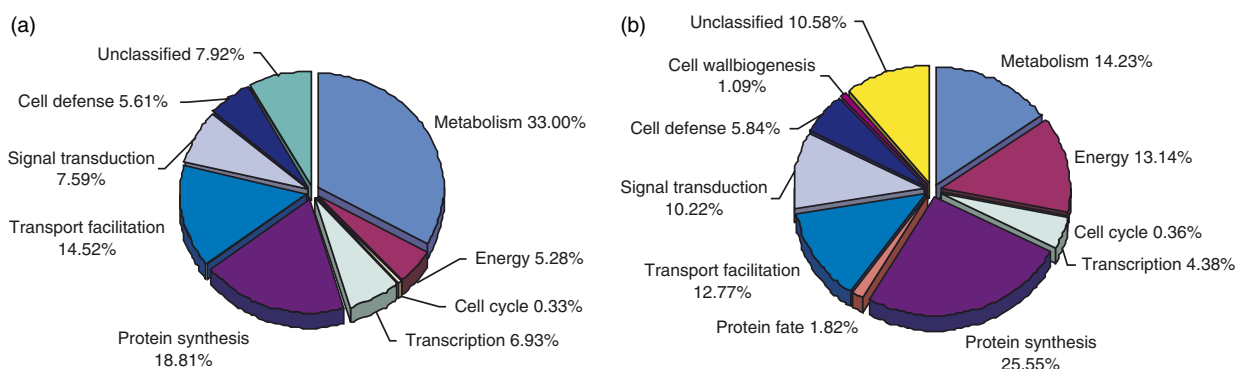 (a)
Unclassified 7.92%
Cell defense 5.61%
Signal transduction
7.59%
Transport facilitation
14.52%
Protein synthesis
18.81%
Metabolism 33.00%
Energy 5.28%
Cell cycle 0.33%
Transcription 6.93%
(b)
Unclassified 10.58%
Cell wallbiogenesis
1.09%
Cell defense 5.84%
Signal transduction
10.22%
Transport facilitation
12.77%
Protein fate 1.82%
Metabolism 14.23%
Energy 13.14%
Cell cycle 0.36%
Transcription 4.38%
Protein synthesis
25.55%